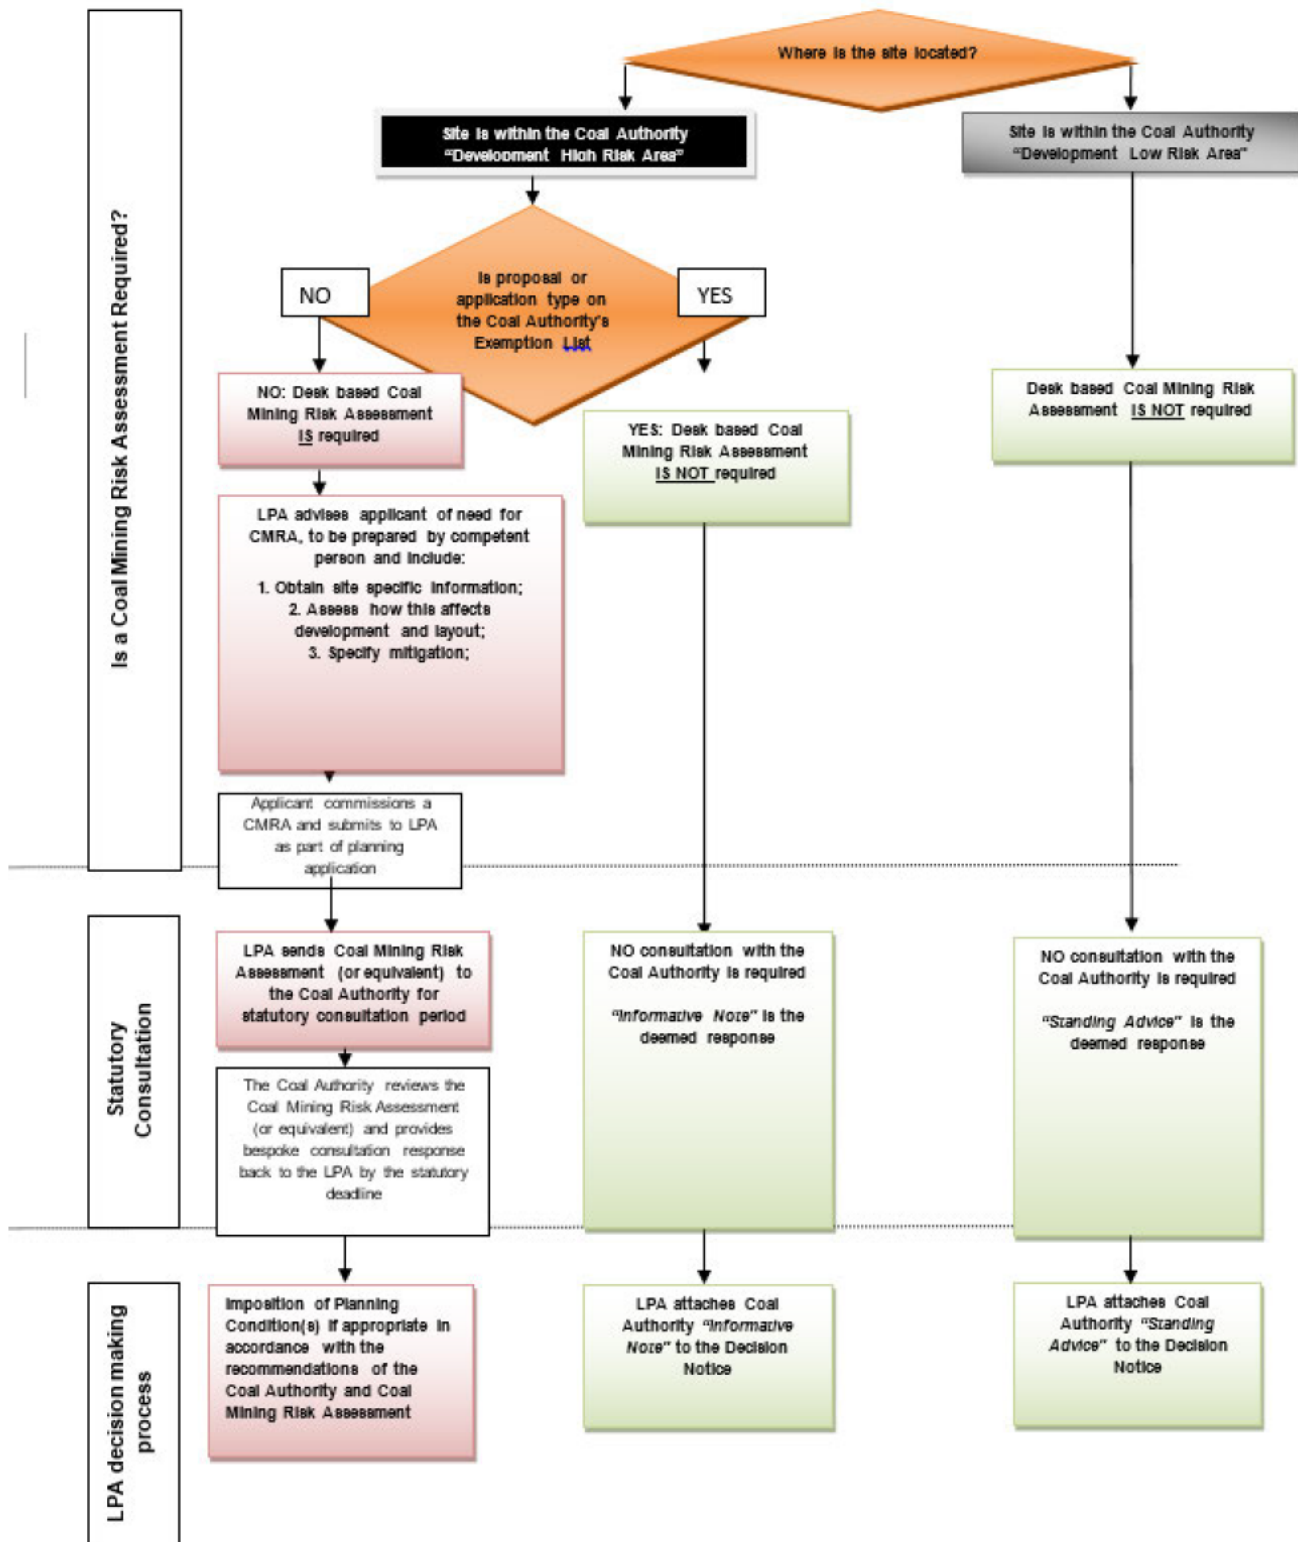 Where is the site located?
Site is within the Coal Authority
“Development High Risk Area”
Site is within the Coal Authority
“Development Low Risk Area”
Is a Coal Mining Risk Assessment Required?
Is proposal or
application type on
the Coal Authority's
Exemption List
NO
YES
NO: Desk based Coal
Mining Risk Assessment
IS required
YES: Desk based Coal
Mining Risk Assessment
IS NOT required
Desk based Coal Mining Risk
Assessment IS NOT required
LPA advises applicant of need for
CMRA, to be prepared by competent
person and include:
1. Obtain site specific information;
2. Assess how this affects
development and layout;
3. Specify mitigation;
Applicant commissions a
CMRA and submits to LPA
as part of planning
application
Statutory
Consultation
LPA sends Coal Mining Risk
Assessment (or equivalent) to
the Coal Authority for
statutory consultation period
The Coal Authority reviews the
Coal Mining Risk Assessment
(or equivalent) and provides
bespoke consultation response
back to the LPA by the statutory
deadline
NO consultation with the
Coal Authority is required
“Informative Note” is the
deemed response
NO consultation with the
Coal Authority is required
“Standing Advice” is the
deemed response
LPA decision making
process
Imposition of Planning
Condition(s) if appropriate in
accordance with the
recommendations of the
Coal Authority and Coal
Mining Risk Assessment
LPA attaches Coal
Authority “Informative
Note” to the Decision
Notice
LPA attaches Coal
Authority “Standing
Advice” to the Decision
Notice